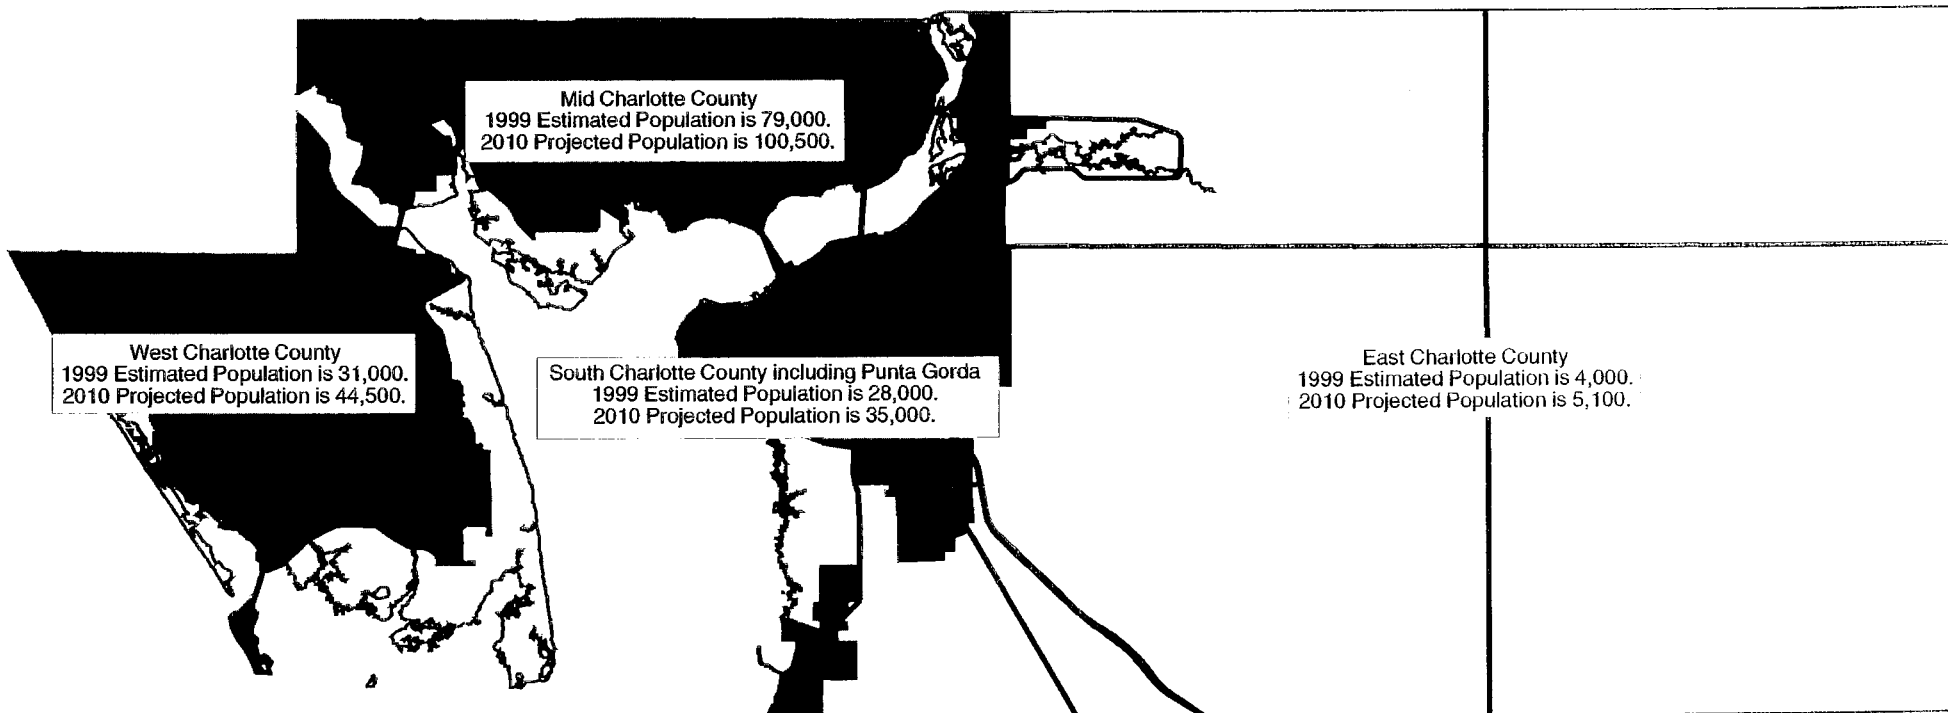 Mid Charlotte County
1999 Estimated Population is 79,000.
2010 Projected Population is 100,500.
West Charlotte County
1999 Estimated Population is 31,000.
2010 Projected Population is 44,500.
South Charlotte County including Punta Gorda
1999 Estimated Population is 28,000.
2010 Projected Population is 35,000.
East Charlotte County
1999 Estimated Population is 4,000.
2010 Projected Population is 5,100.